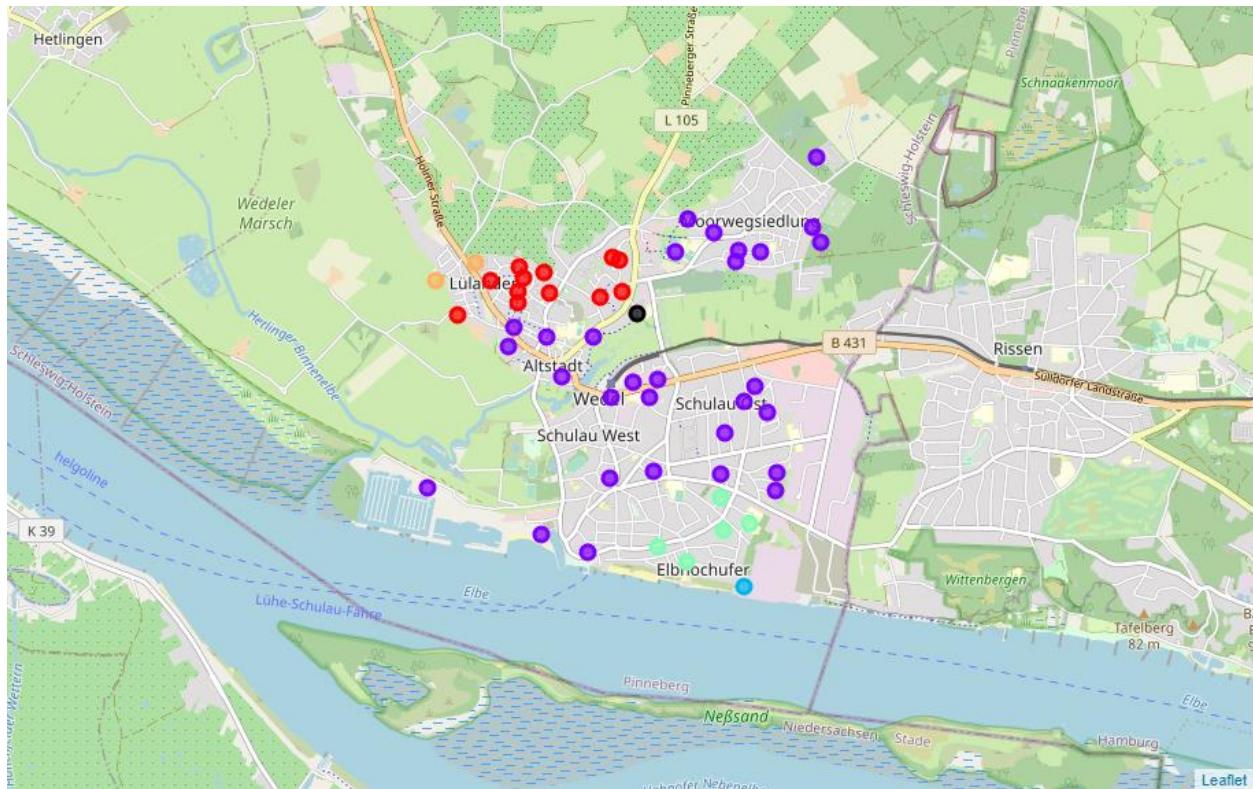 Hetlingen
Pinneberger Straße
Schnaakenmoor
L 105
Holmer Straße
Schleswig-Holstein
Wedeler
Marsch
Moorwegsiedlung
Lülanden
Hetlinger Binnenelbe
B 431
Rissen
Schleswig-Holstein
Altstadt
Sülldorfer Landstraße
Wedel
Schulau Ost
Schulau West
helgoline
K 39
Elbhochufer
Wittenbergen
Elbe
Lühe-Schulau-Fähre
Tafelberg
82 m
Pinneberg
Elbe
Neßsand
Niedersachsen
Stade
Hamburg
Hahnöfer Nebenelbe
Leaflet